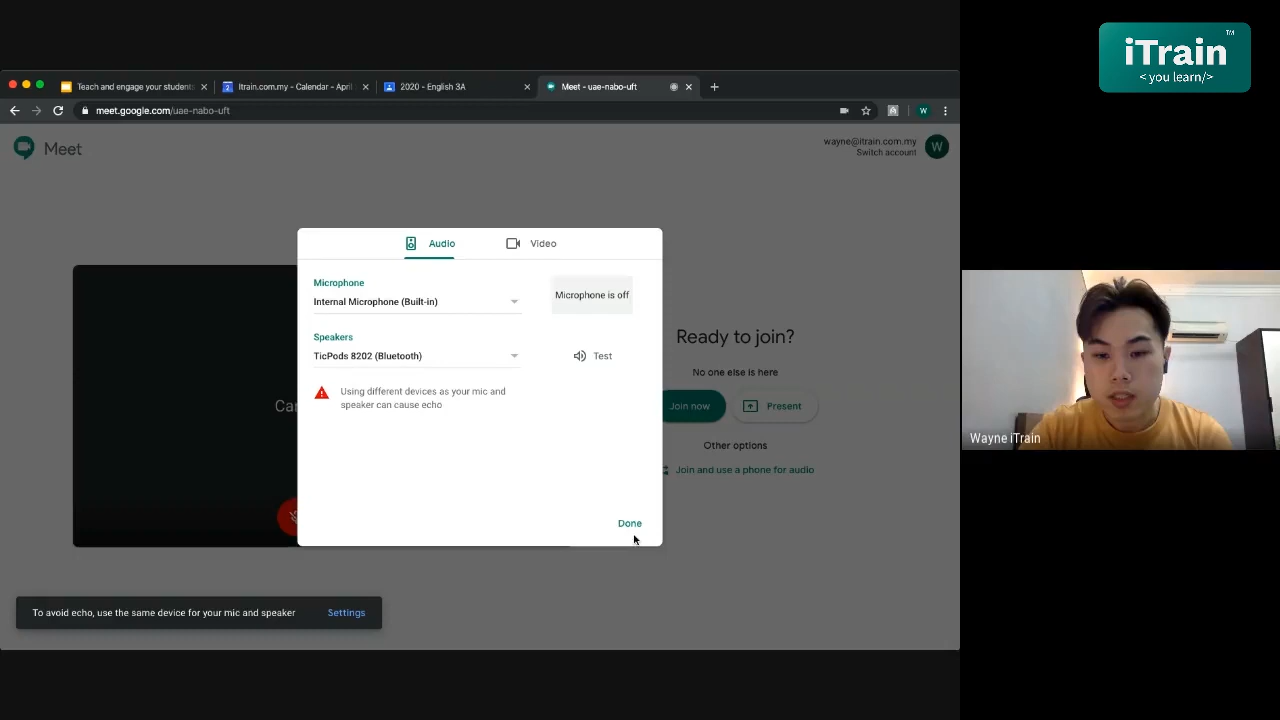 iTrain™
< you learn/>
Teach and engage your students
Itrain.com.my - Calendar - April
2020 - English 3A
Meet - uae-nabo-uft
meet.google.com/uae-nabo-uft
W
Meet
wayne@itrain.com.my
Switch account
W
Audio
Video
Microphone
Internal Microphone (Built-in)
Microphone is off
Speakers
TicPods 8202 (Bluetooth)
Test
Using different devices as your mic and
speaker can cause echo
Done
Ready to join?
No one else is here
Join now
Present
Other options
Join and use a phone for audio
To avoid echo, use the same device for your mic and speaker
Settings
Wayne iTrain